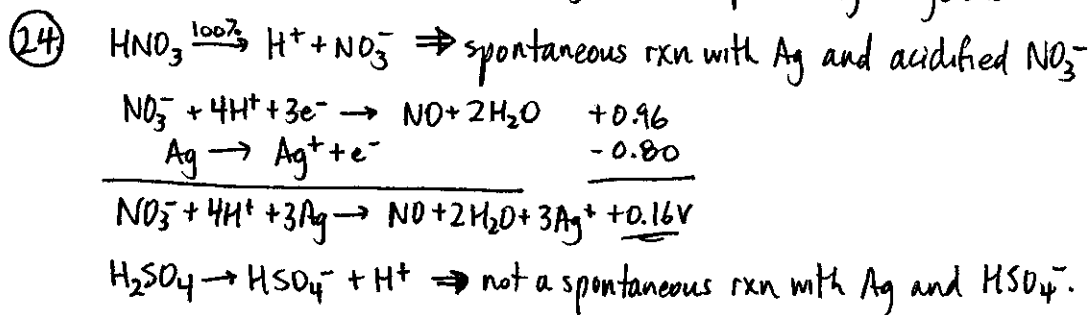 (24) HNO₃ →(100%) H⁺ + NO₃⁻ ⇒ spontaneous rxn with Ag and acidified NO₃⁻
NO₃⁻ + 4H⁺ + 3e⁻ → NO + 2H₂O +0.96
Ag → Ag⁺ + e⁻ -0.80
NO₃⁻ + 4H⁺ + 3Ag → NO + 2H₂O + 3Ag⁺ +0.16V
H₂SO₄ → HSO₄⁻ + H⁺ ⇒ not a spontaneous rxn with Ag and HSO₄⁻.